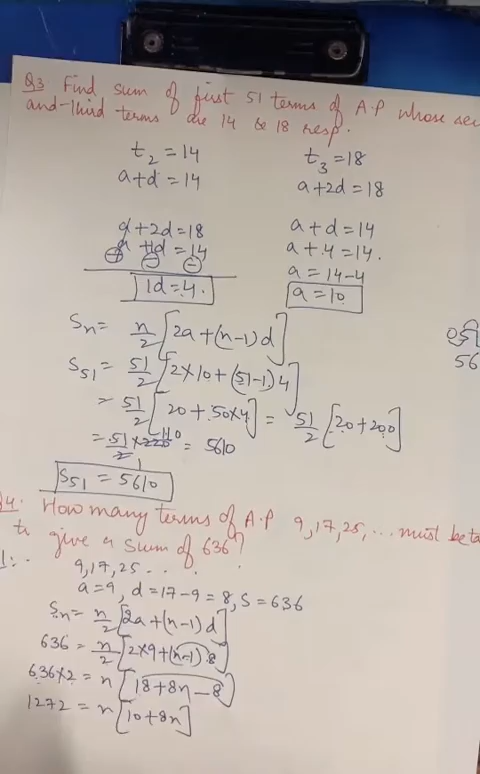 Q3 Find sum of first 51 terms of A.P whose
and third terms are 14 & 18 resp.
t₂ = 14
a+d = 14
t₃ = 18
a+2d = 18
a+2d = 18
a+d = 14
1d = 4.
a+d = 14
a+4 = 14.
a = 14-4
a = 10
Sn = n/2 [2a+(n-1)d]
S₅₁ = 51/2 [2×10+(51-1)4]
= 51/2 [20+50×4] = 51/2 [20+200]
= 51/2 × 220 110 = 5610
S₅₁ = 5610
56
Q4. How many terms of A.P 9,17,25,... must be
to give a sum of 636?
9,17,25...
a=9, d=17-9=8, S=636
Sn = n/2 [2a+(n-1)d]
636 = n/2 [2×9+(n-1)8]
636×2 = n [18+8n-8]
1272 = n [10+8n]